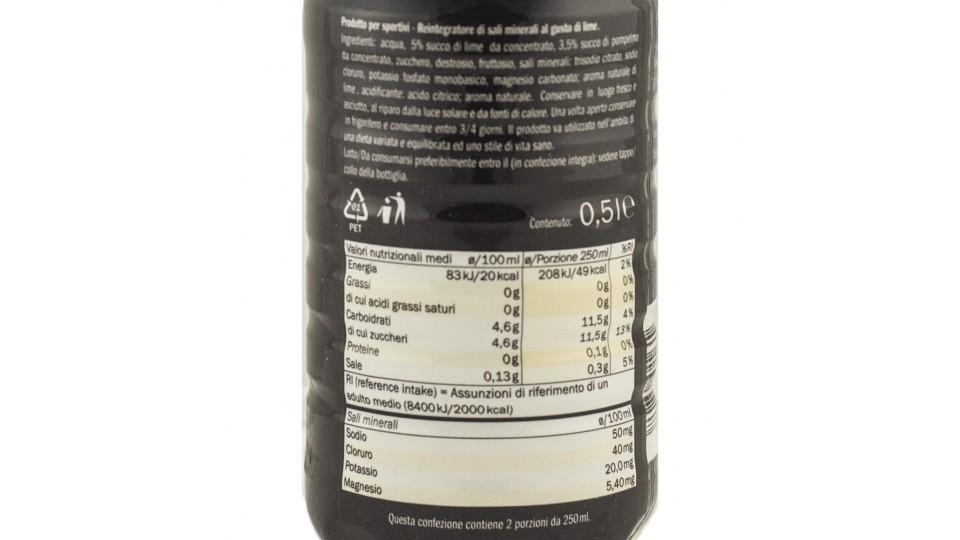 Prodotto per sportivi - Reintegratore di sali minerali al gusto di lime.
Ingredienti: acqua, 5% succo di lime da concentrato, 3,5% succo di pompelmo
da concentrato, zucchero, destrosio, fruttosio, sali minerali: trisodio citrato, sodio
cloruro, potassio fosfato monobasico, magnesio carbonato; aroma naturale di
lime, acidificante: acido citrico; aroma naturale. Conservare in luogo fresco e
asciutto, al riparo dalla luce solare e da fonti di calore. Una volta aperto conservare
in frigorifero e consumare entro 3/4 giorni. Il prodotto va utilizzato nell'ambito di
una dieta variata e equilibrata ed uno stile di vita sano.
Lotto/Da consumarsi preferibilmente entro il (in confezione integra): vedere tappo/
collo della bottiglia.
01
PET
Contenuto: 0,5l e
Valori nutrizionali medi ø/100 ml ø/Porzione 250 ml %RI
Energia 83 kJ/20 kcal 208 kJ/49 kcal 2%
Grassi 0g 0g 0%
di cui acidi grassi saturi 0g 0g 0%
Carboidrati 4,6g 11,5g 4%
di cui zuccheri 4,6g 11,5g 13%
Proteine 0g 0,1g 0%
Sale 0,13g 0,3g 5%
RI (reference intake) = Assunzioni di riferimento di un
adulto medio (8400 kJ/2000 kcal)
Sali minerali ø/100ml
Sodio 50mg
Cloruro 40mg
Potassio 20,0mg
Magnesio 5,40mg
Questa confezione contiene 2 porzioni da 250 ml.